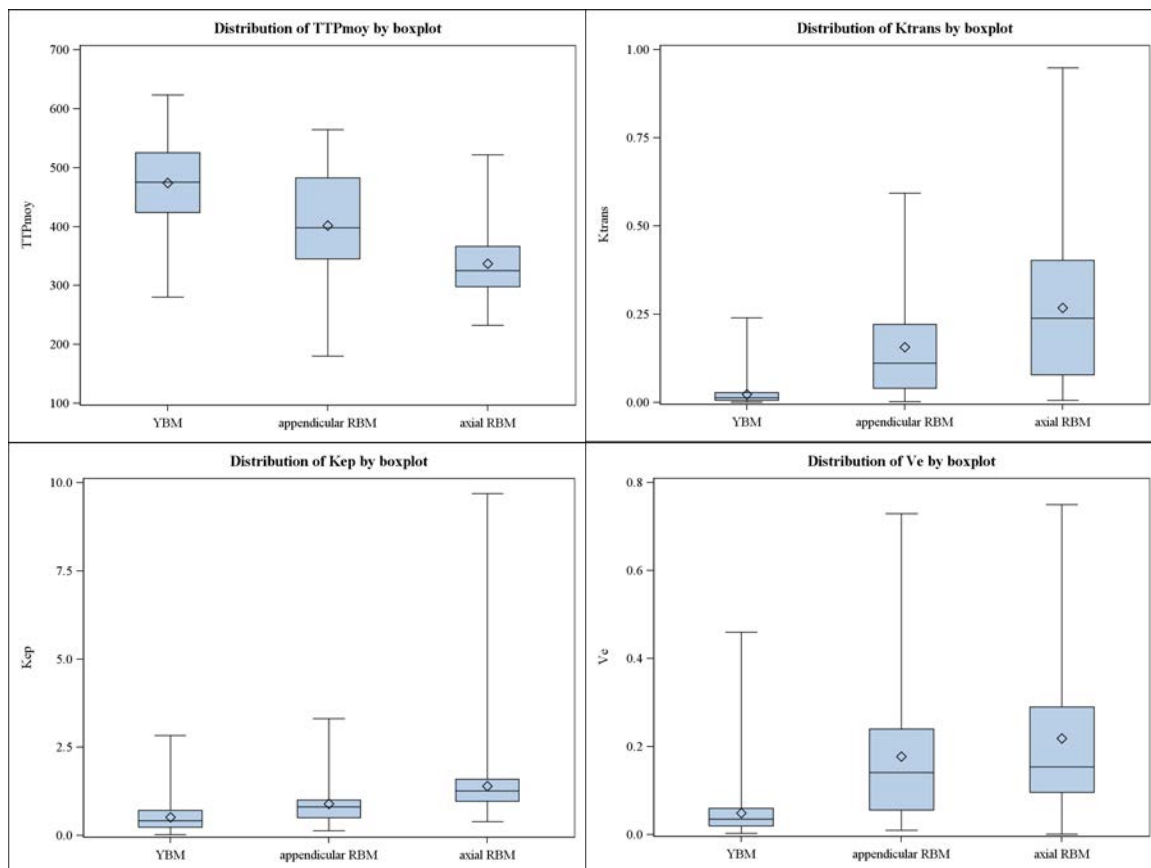 Distribution of TTPmoy by boxplot
700
600
500
400
300
200
100
TTPmoy
YBM appendicular RBM axial RBM
Distribution of Ktrans by boxplot
1.00
0.75
0.50
0.25
0.00
Ktrans
YBM appendicular RBM axial RBM
Distribution of Kep by boxplot
10.0
7.5
5.0
2.5
0.0
Kep
YBM appendicular RBM axial RBM
Distribution of Ve by boxplot
0.8
0.6
0.4
0.2
0.0
Ve
YBM appendicular RBM axial RBM